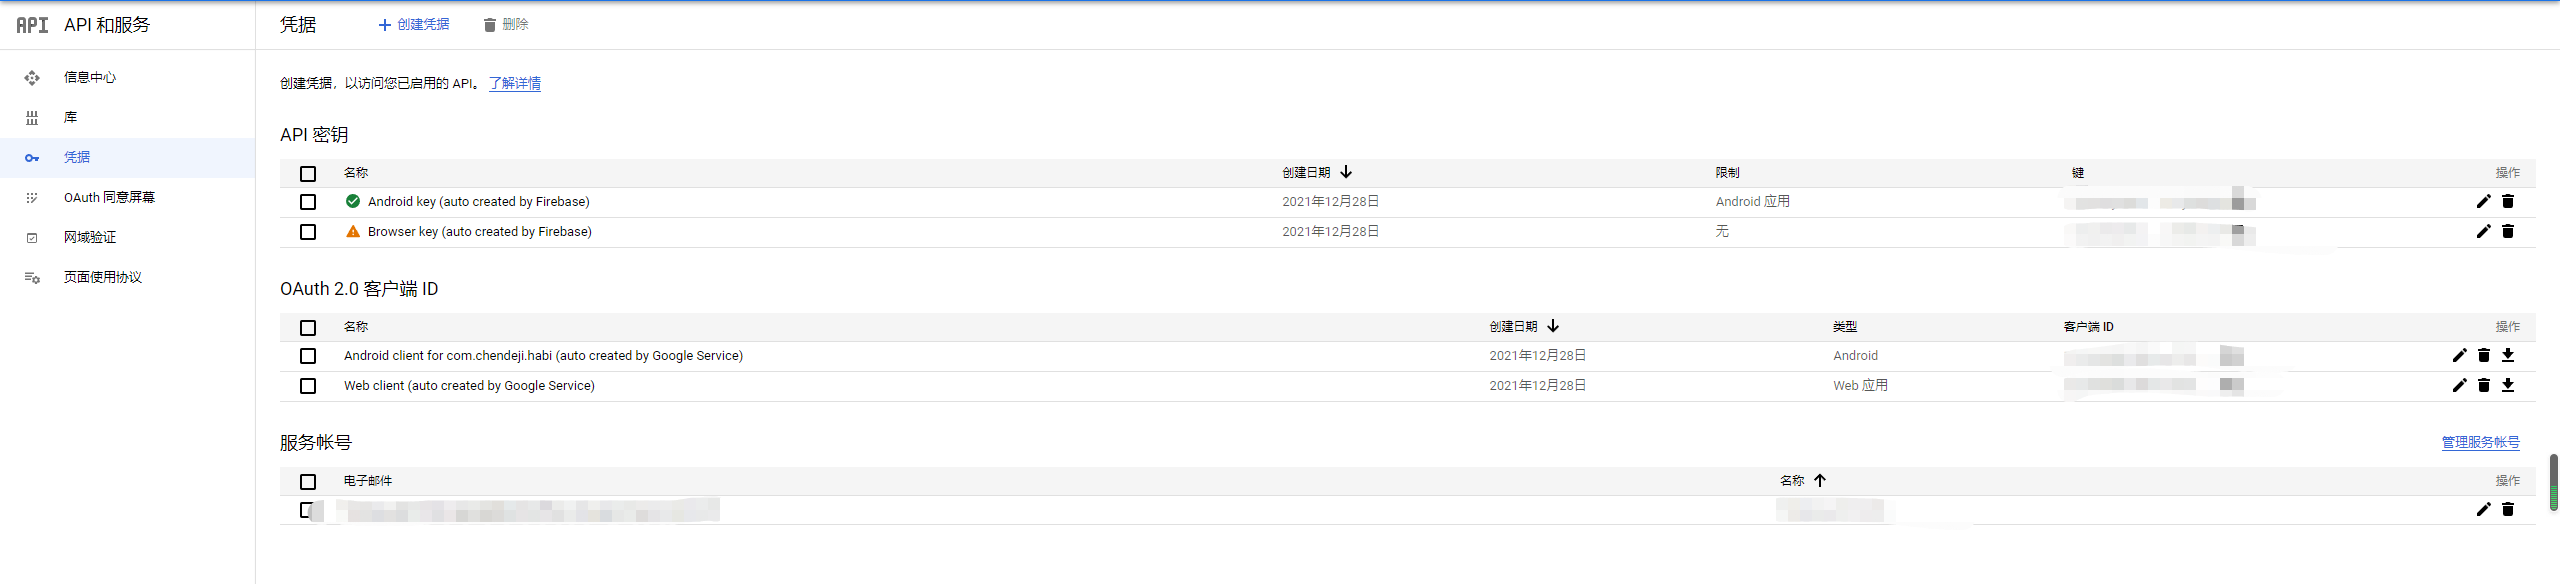 API API 和服务
凭据 创建凭据 删除
信息中心
库
凭据
OAuth 同意屏幕
网域验证
页面使用协议
创建凭据，以访问您已启用的 API。 了解详情
API 密钥
名称 创建日期 限制 键 操作
Android key (auto created by Firebase) 2021年12月28日 Android 应用
Browser key (auto created by Firebase) 2021年12月28日 无
OAuth 2.0 客户端 ID
名称 创建日期 类型 客户端 ID 操作
Android client for com.chendeji.habi (auto created by Google Service) 2021年12月28日 Android
Web client (auto created by Google Service) 2021年12月28日 Web 应用
服务帐号 管理服务帐号
电子邮件 名称 操作